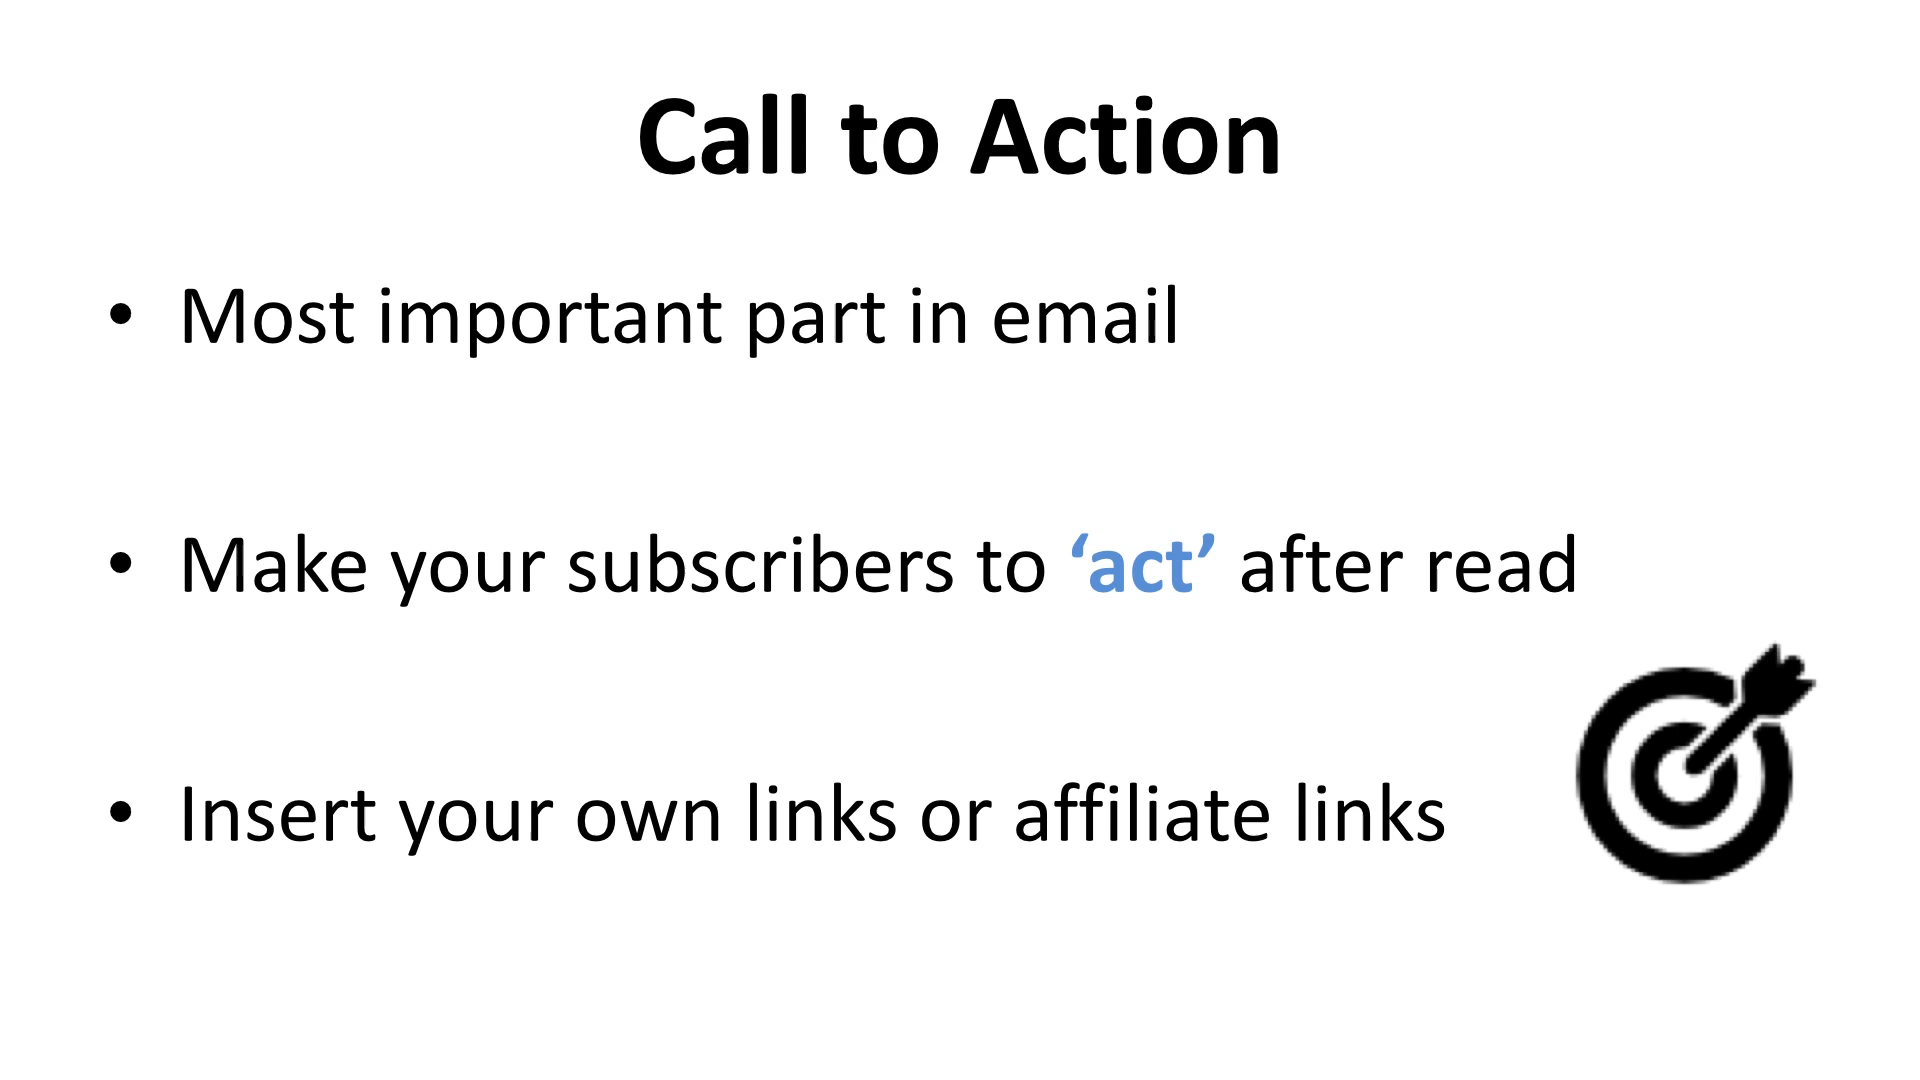 Call to Action
• Most important part in email
• Make your subscribers to ‘act’ after read
• Insert your own links or affiliate links